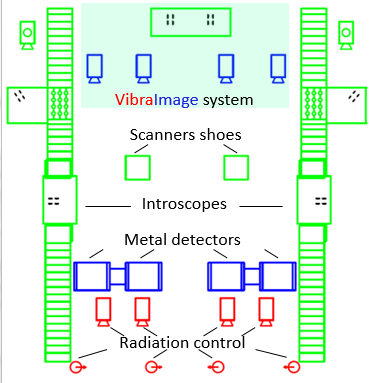 VibraImage system
Scanners shoes
Introscopes
Metal detectors
Radiation control